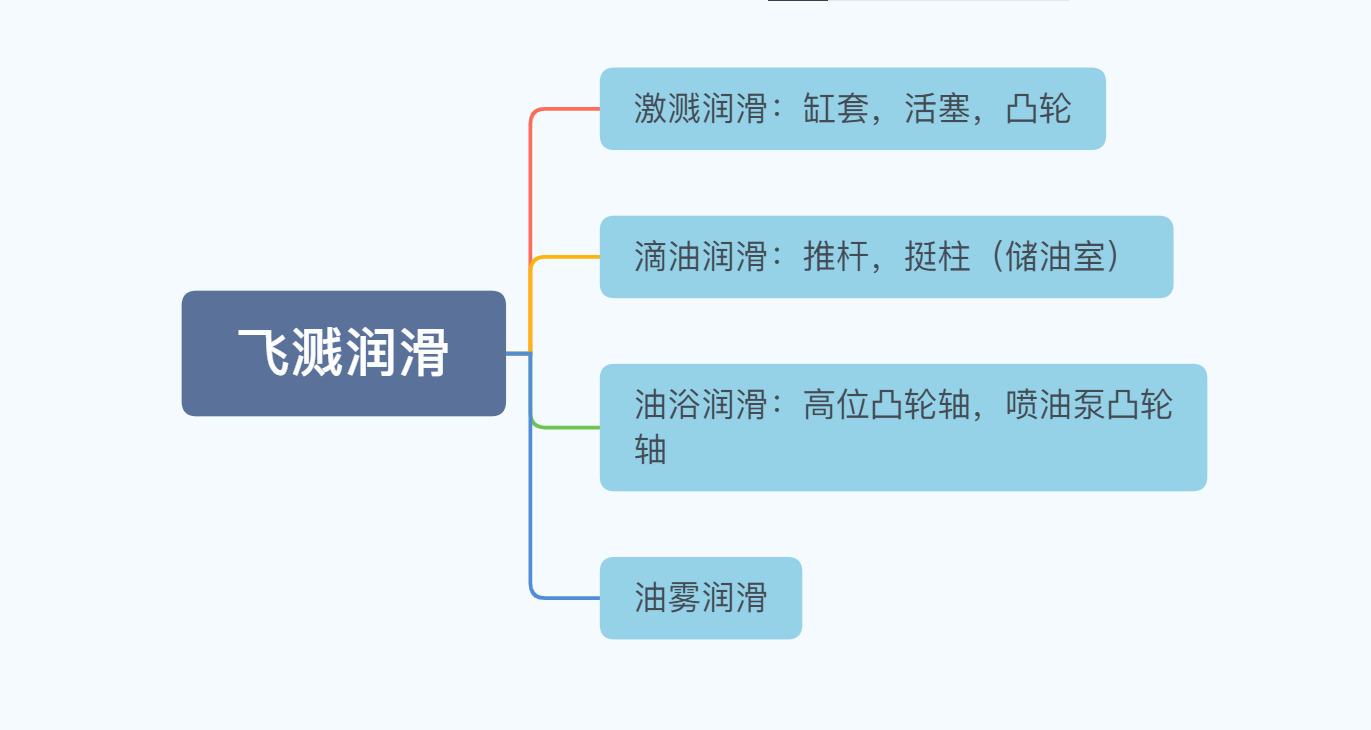 激溅润滑：缸套，活塞，凸轮
滴油润滑：推杆，挺柱（储油室）
飞溅润滑
油浴润滑：高位凸轮轴，喷油泵凸轮
轴
油雾润滑